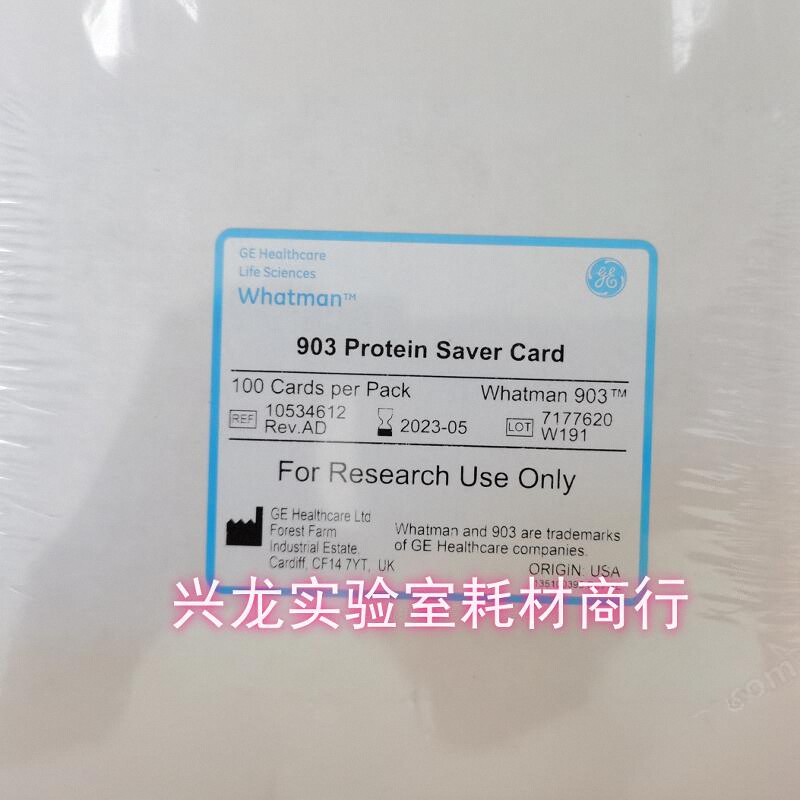 GE Healthcare
Life Sciences
Whatman™
GE
903 Protein Saver Card
100 Cards per Pack
Whatman 903™
REF 10534612
Rev.AD
2023-05
LOT 7177620
W191
For Research Use Only
GE Healthcare Ltd
Forest Farm
Industrial Estate,
Cardiff, CF14 7YT, UK
Whatman and 903 are trademarks
of GE Healthcare companies.
ORIGIN: USA
兴龙实验室耗材商行
.com